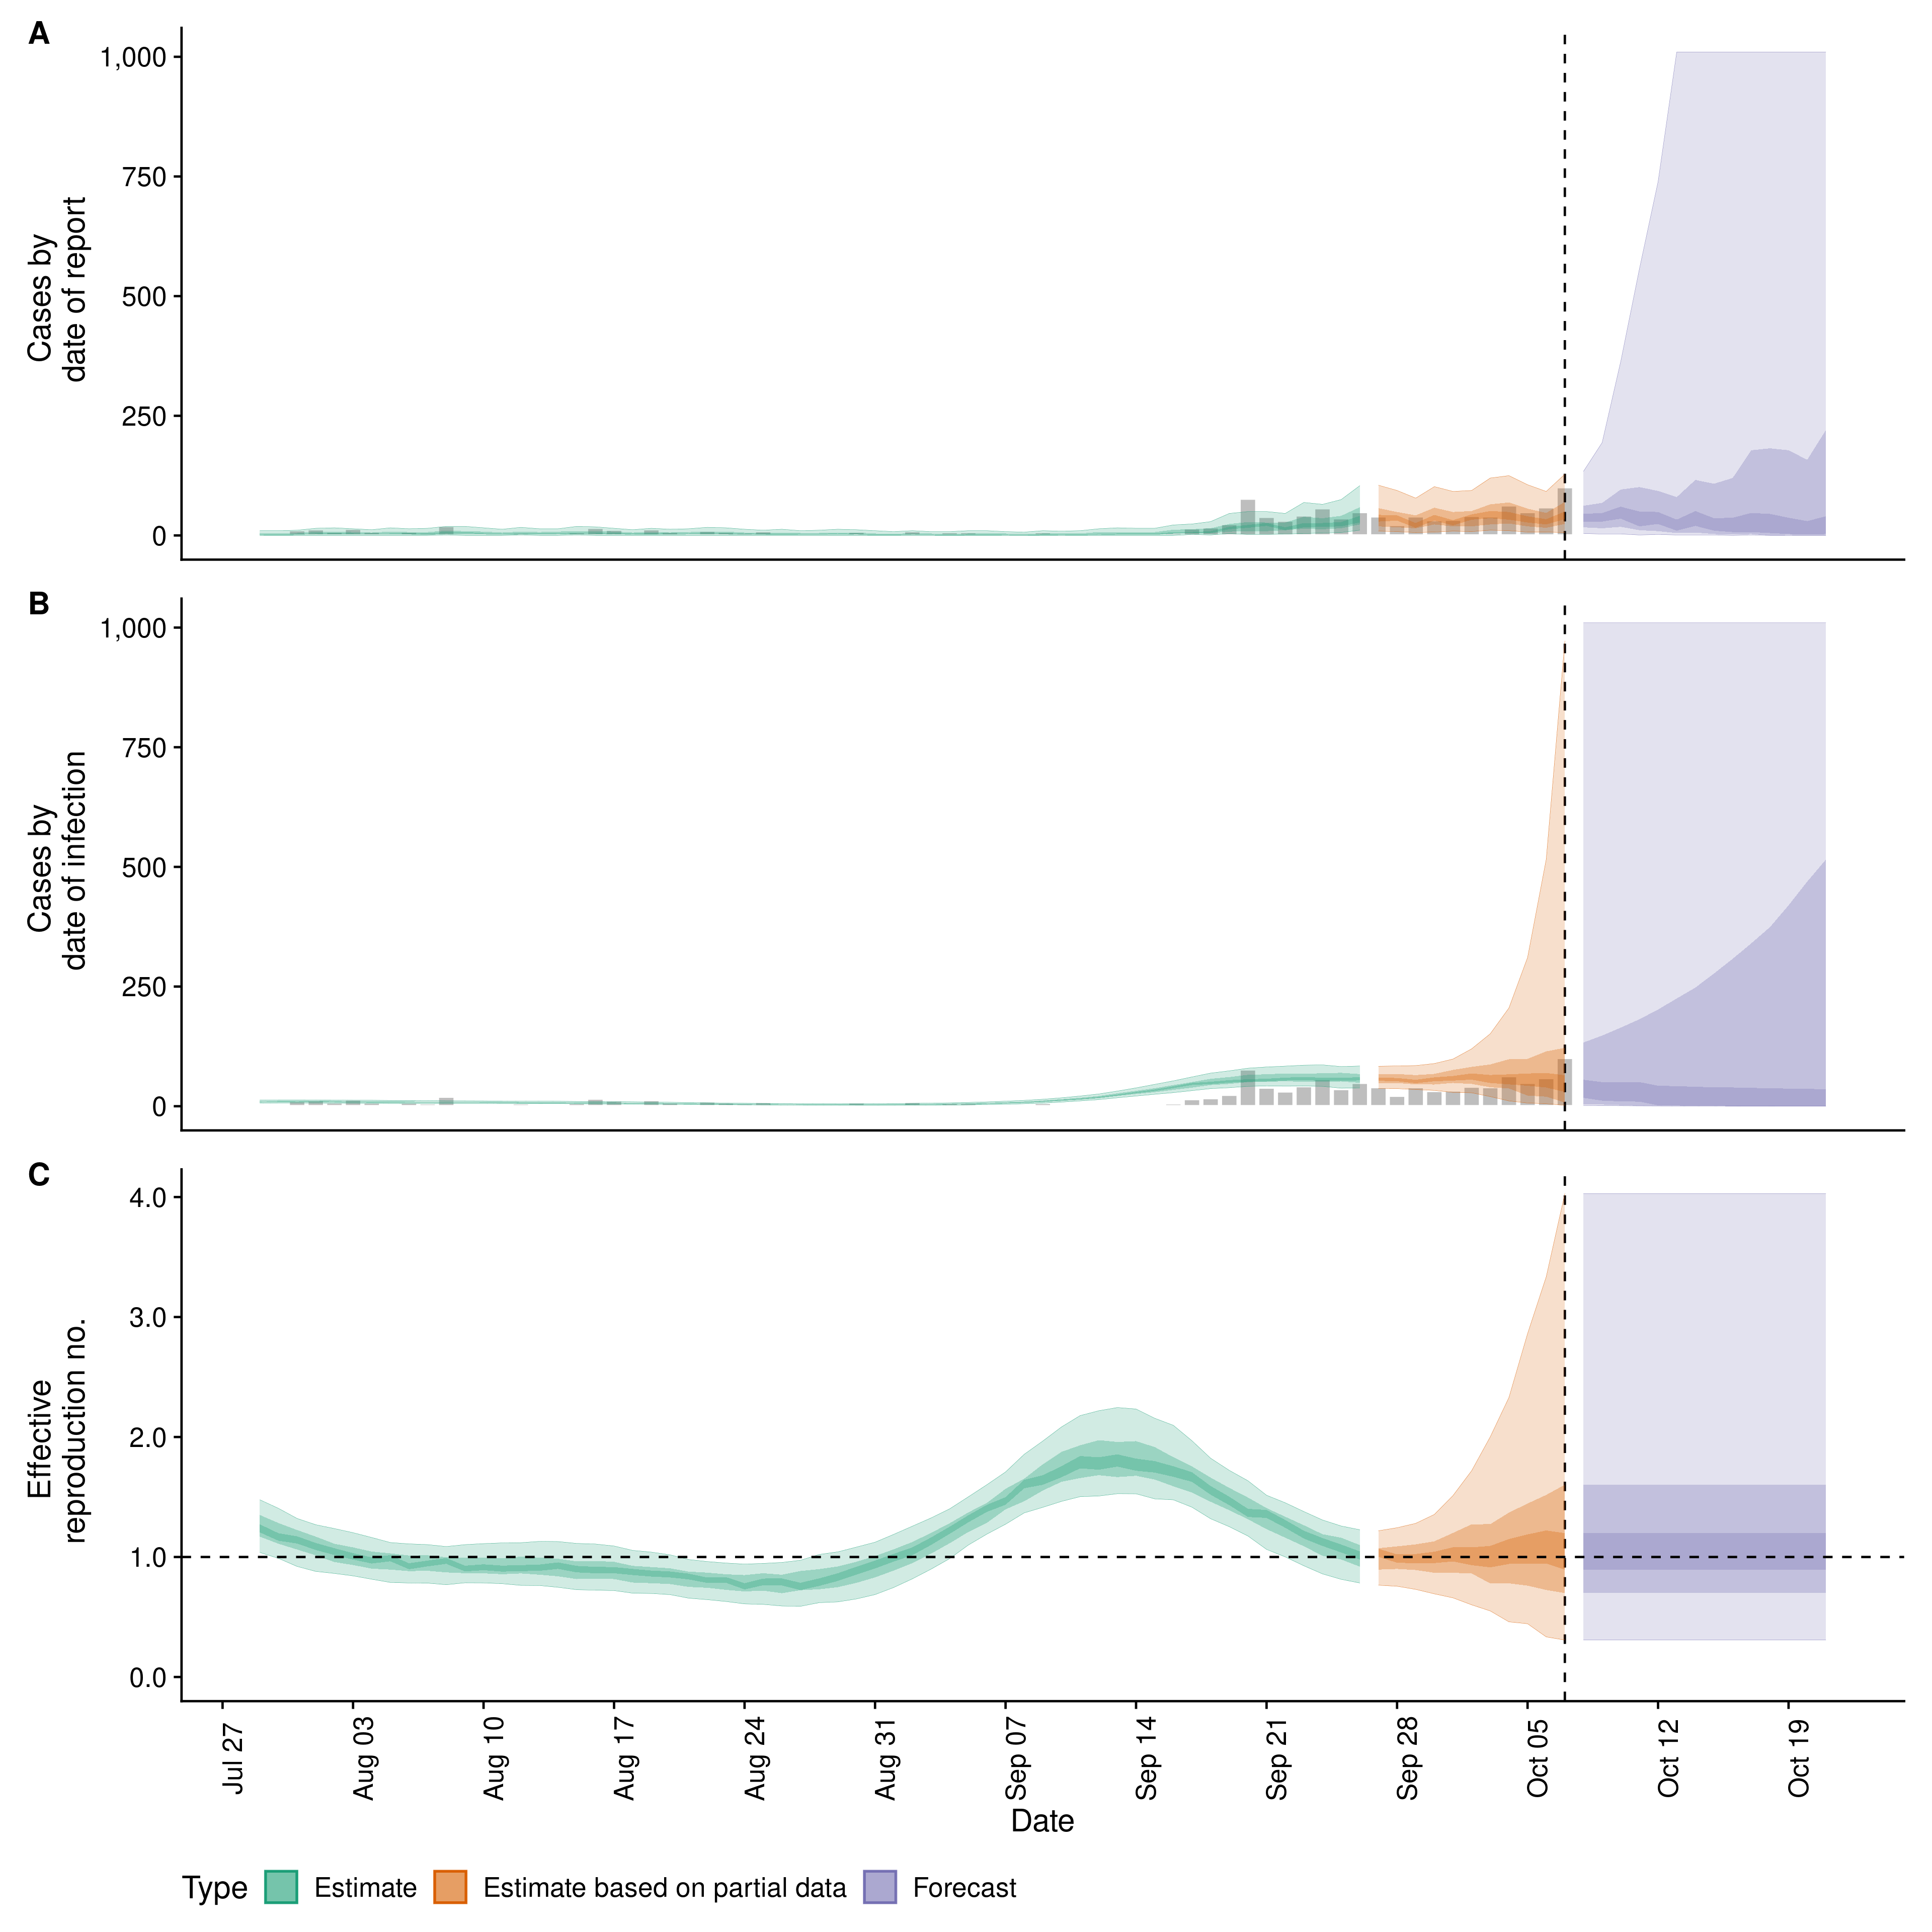 A
1,000
750
500
250
0
Cases by
date of report
B
1,000
750
500
250
0
Cases by
date of infection
C
4.0
3.0
2.0
1.0
0.0
Effective
reproduction no.
Jul 27
Aug 03
Aug 10
Aug 17
Aug 24
Aug 31
Sep 07
Sep 14
Sep 21
Sep 28
Oct 05
Oct 12
Oct 19
Date
Type Estimate Estimate based on partial data Forecast